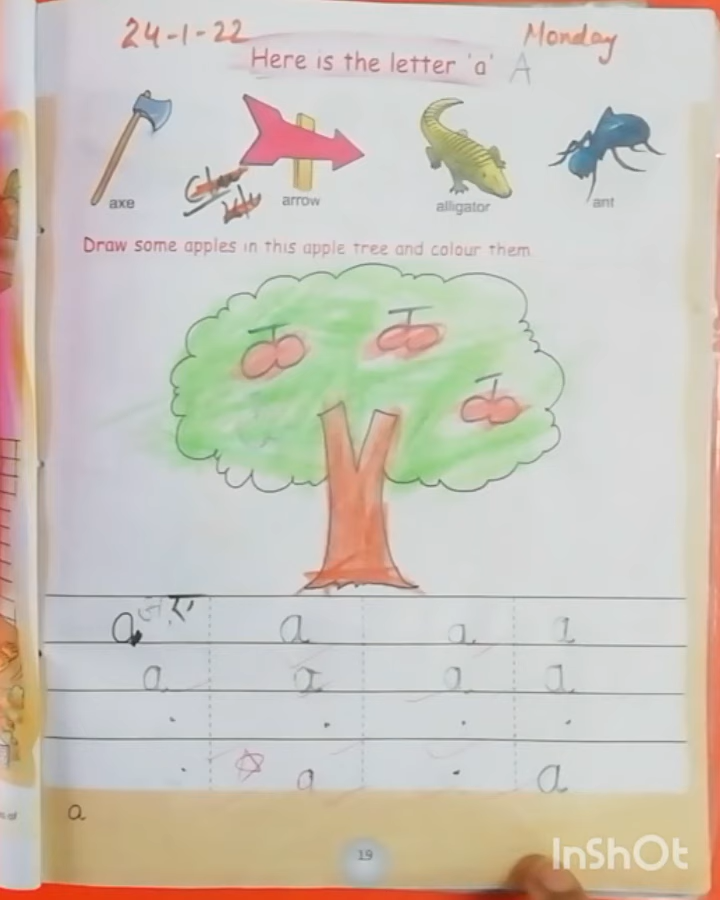 24-1-22 Monday
Here is the letter 'a' A
axe arrow alligator ant
Draw some apples in this apple tree and colour them
a a a a
a a a a
a a
a
19
InShOt